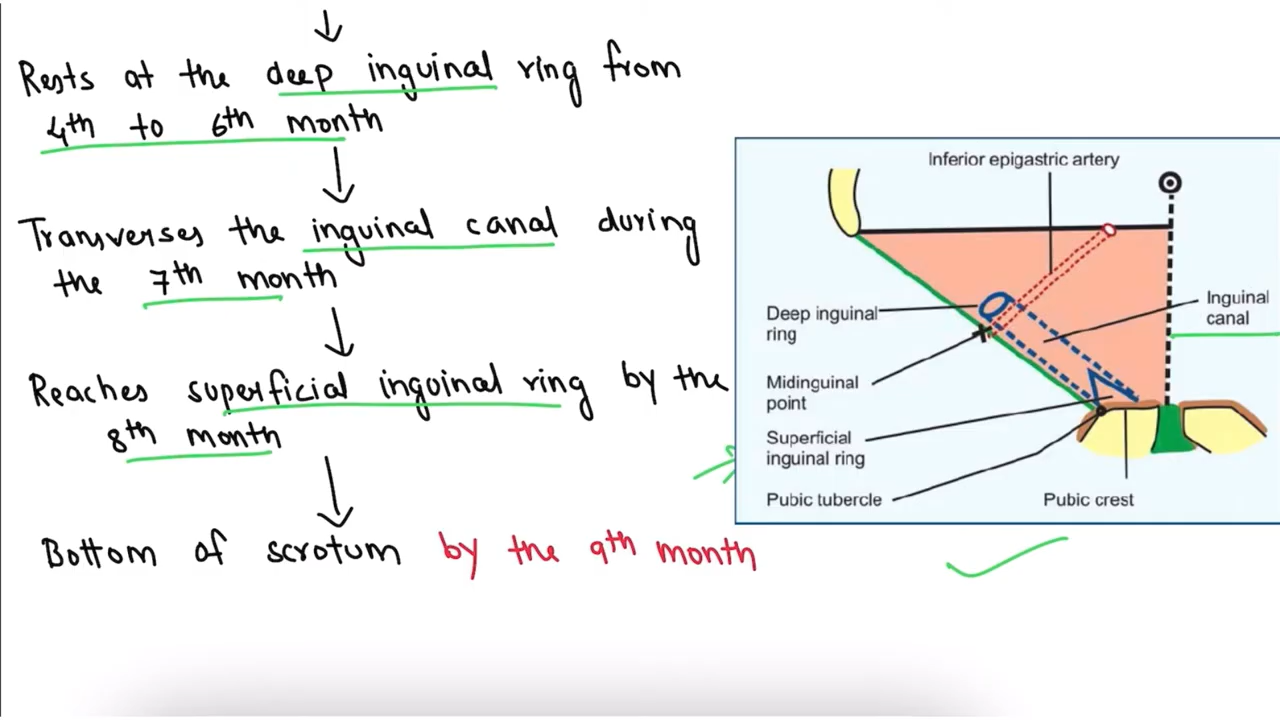 Rests at the deep inguinal ring from
4th to 6th month
Transverses the inguinal canal during
the 7th month
Reaches superficial inguinal ring by the
8th month
Bottom of scrotum by the 9th month
Inferior epigastric artery
Deep inguinal
ring
Inguinal
canal
Midinguinal
point
Superficial
inguinal ring
Pubic tubercle
Pubic crest